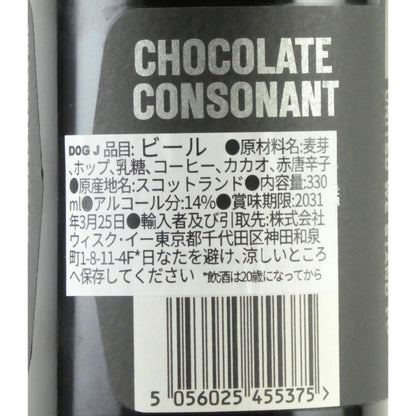 CHOCOLATE
CONSONANT
DOG J 品目: ビール ●原材料名:麦芽
、ホップ、乳糖、コーヒー、カカオ、赤唐辛子
●原産地名:スコットランド●内容量:330
ml●アルコール分:14%●賞味期限:2031
年3月25日●輸入者及び引取先:株式会社
ウィスク・イー東京都千代田区神田和泉
町1-8-11-4F*日なたを避け、涼しいところ
へ保存してください *飲酒は20歳になってから
5 056025 455375 >